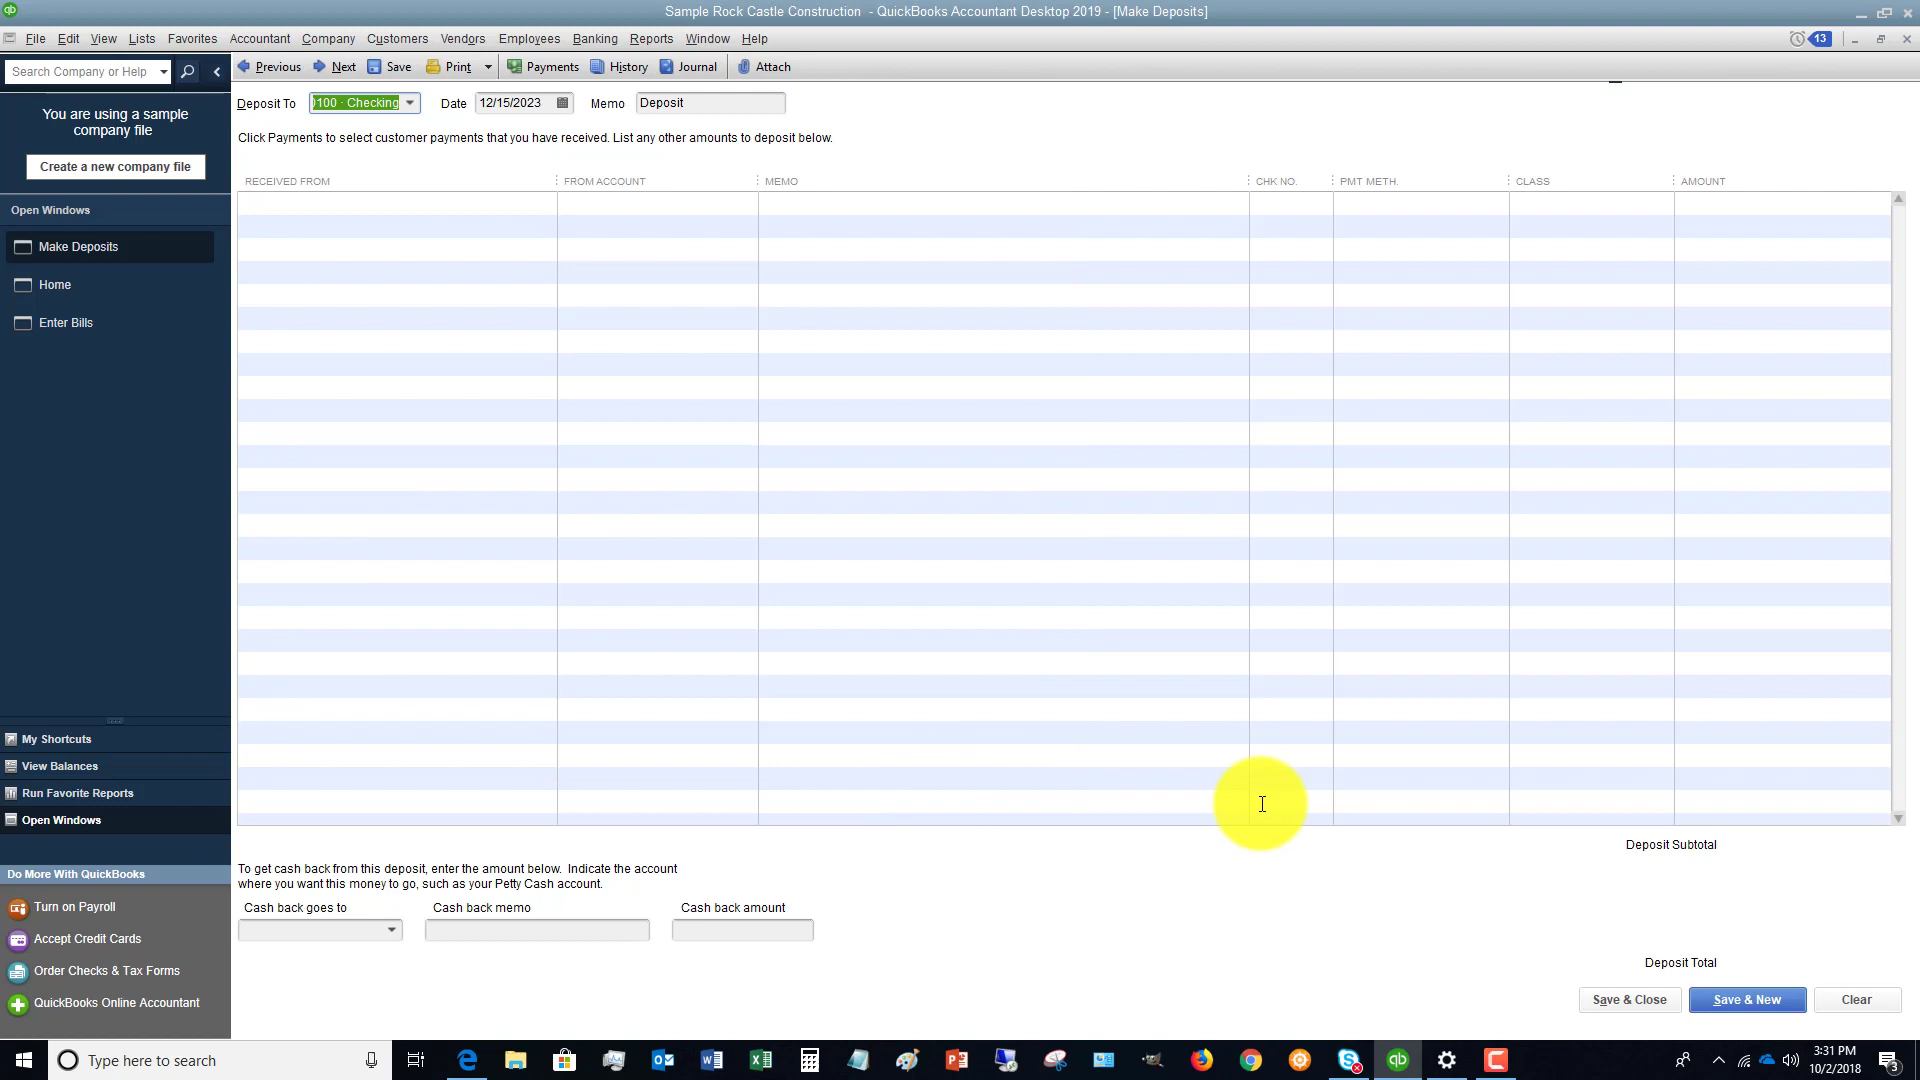 Sample Rock Castle Construction - QuickBooks Accountant Desktop 2019 - [Make Deposits]
File Edit View Lists Favorites Accountant Company Customers Vendors Employees Banking Reports Window Help
13
Search Company or Help
Previous Next Save Print Payments History Journal Attach
You are using a sample
company file
Create a new company file
Deposit To 100 · Checking Date 12/15/2023 Memo Deposit
Click Payments to select customer payments that you have received. List any other amounts to deposit below.
RECEIVED FROM FROM ACCOUNT MEMO CHK NO. PMT METH. CLASS AMOUNT
Open Windows
Make Deposits
Home
Enter Bills
My Shortcuts
View Balances
Run Favorite Reports
Open Windows
Do More With QuickBooks
Turn on Payroll
Accept Credit Cards
Order Checks & Tax Forms
QuickBooks Online Accountant
Deposit Subtotal
To get cash back from this deposit, enter the amount below. Indicate the account
where you want this money to go, such as your Petty Cash account.
Cash back goes to Cash back memo Cash back amount
Deposit Total
Save & Close Save & New Clear
Type here to search
3:31 PM
10/2/2018
3